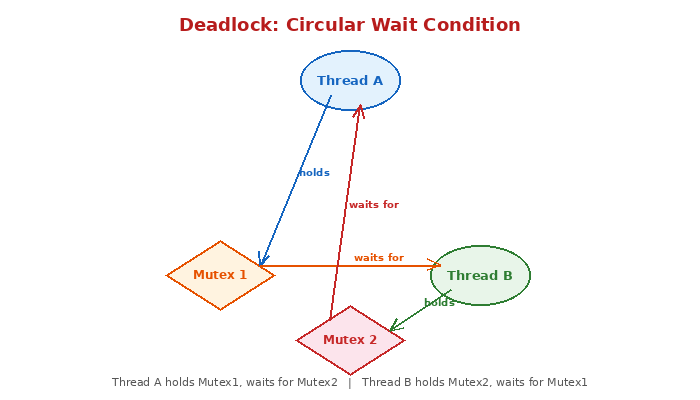 Deadlock: Circular Wait Condition
Thread A
holds
waits for
waits for
Mutex 1
Thread B
holds
Mutex 2
Thread A holds Mutex1, waits for Mutex2 | Thread B holds Mutex2, waits for Mutex1